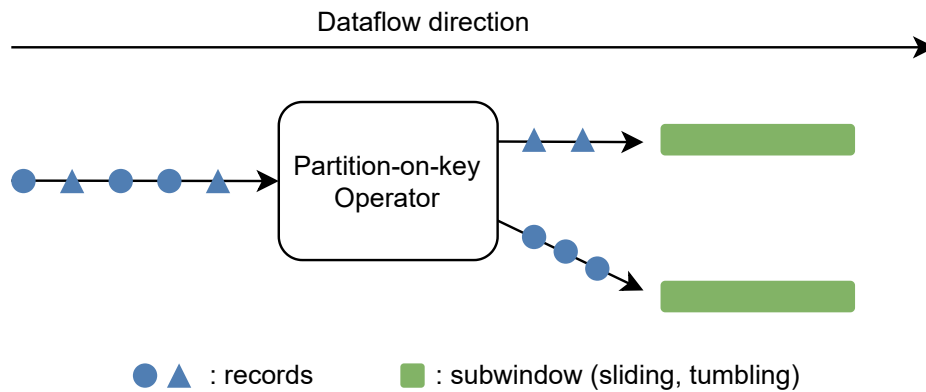 Dataflow direction
Partition-on-key
Operator
: records
: subwindow (sliding, tumbling)